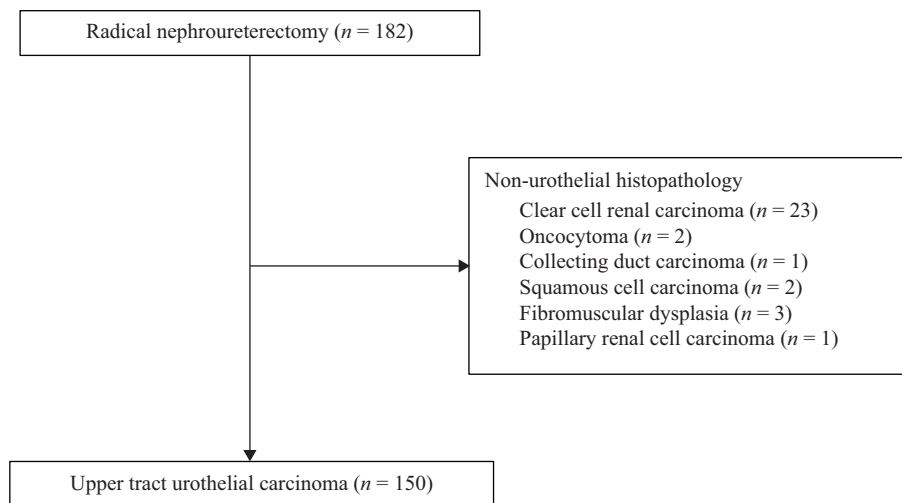 Radical nephroureterectomy (n = 182)
Non-urothelial histopathology
Clear cell renal carcinoma (n = 23)
Oncocytoma (n = 2)
Collecting duct carcinoma (n = 1)
Squamous cell carcinoma (n = 2)
Fibromuscular dysplasia (n = 3)
Papillary renal cell carcinoma (n = 1)
Upper tract urothelial carcinoma (n = 150)